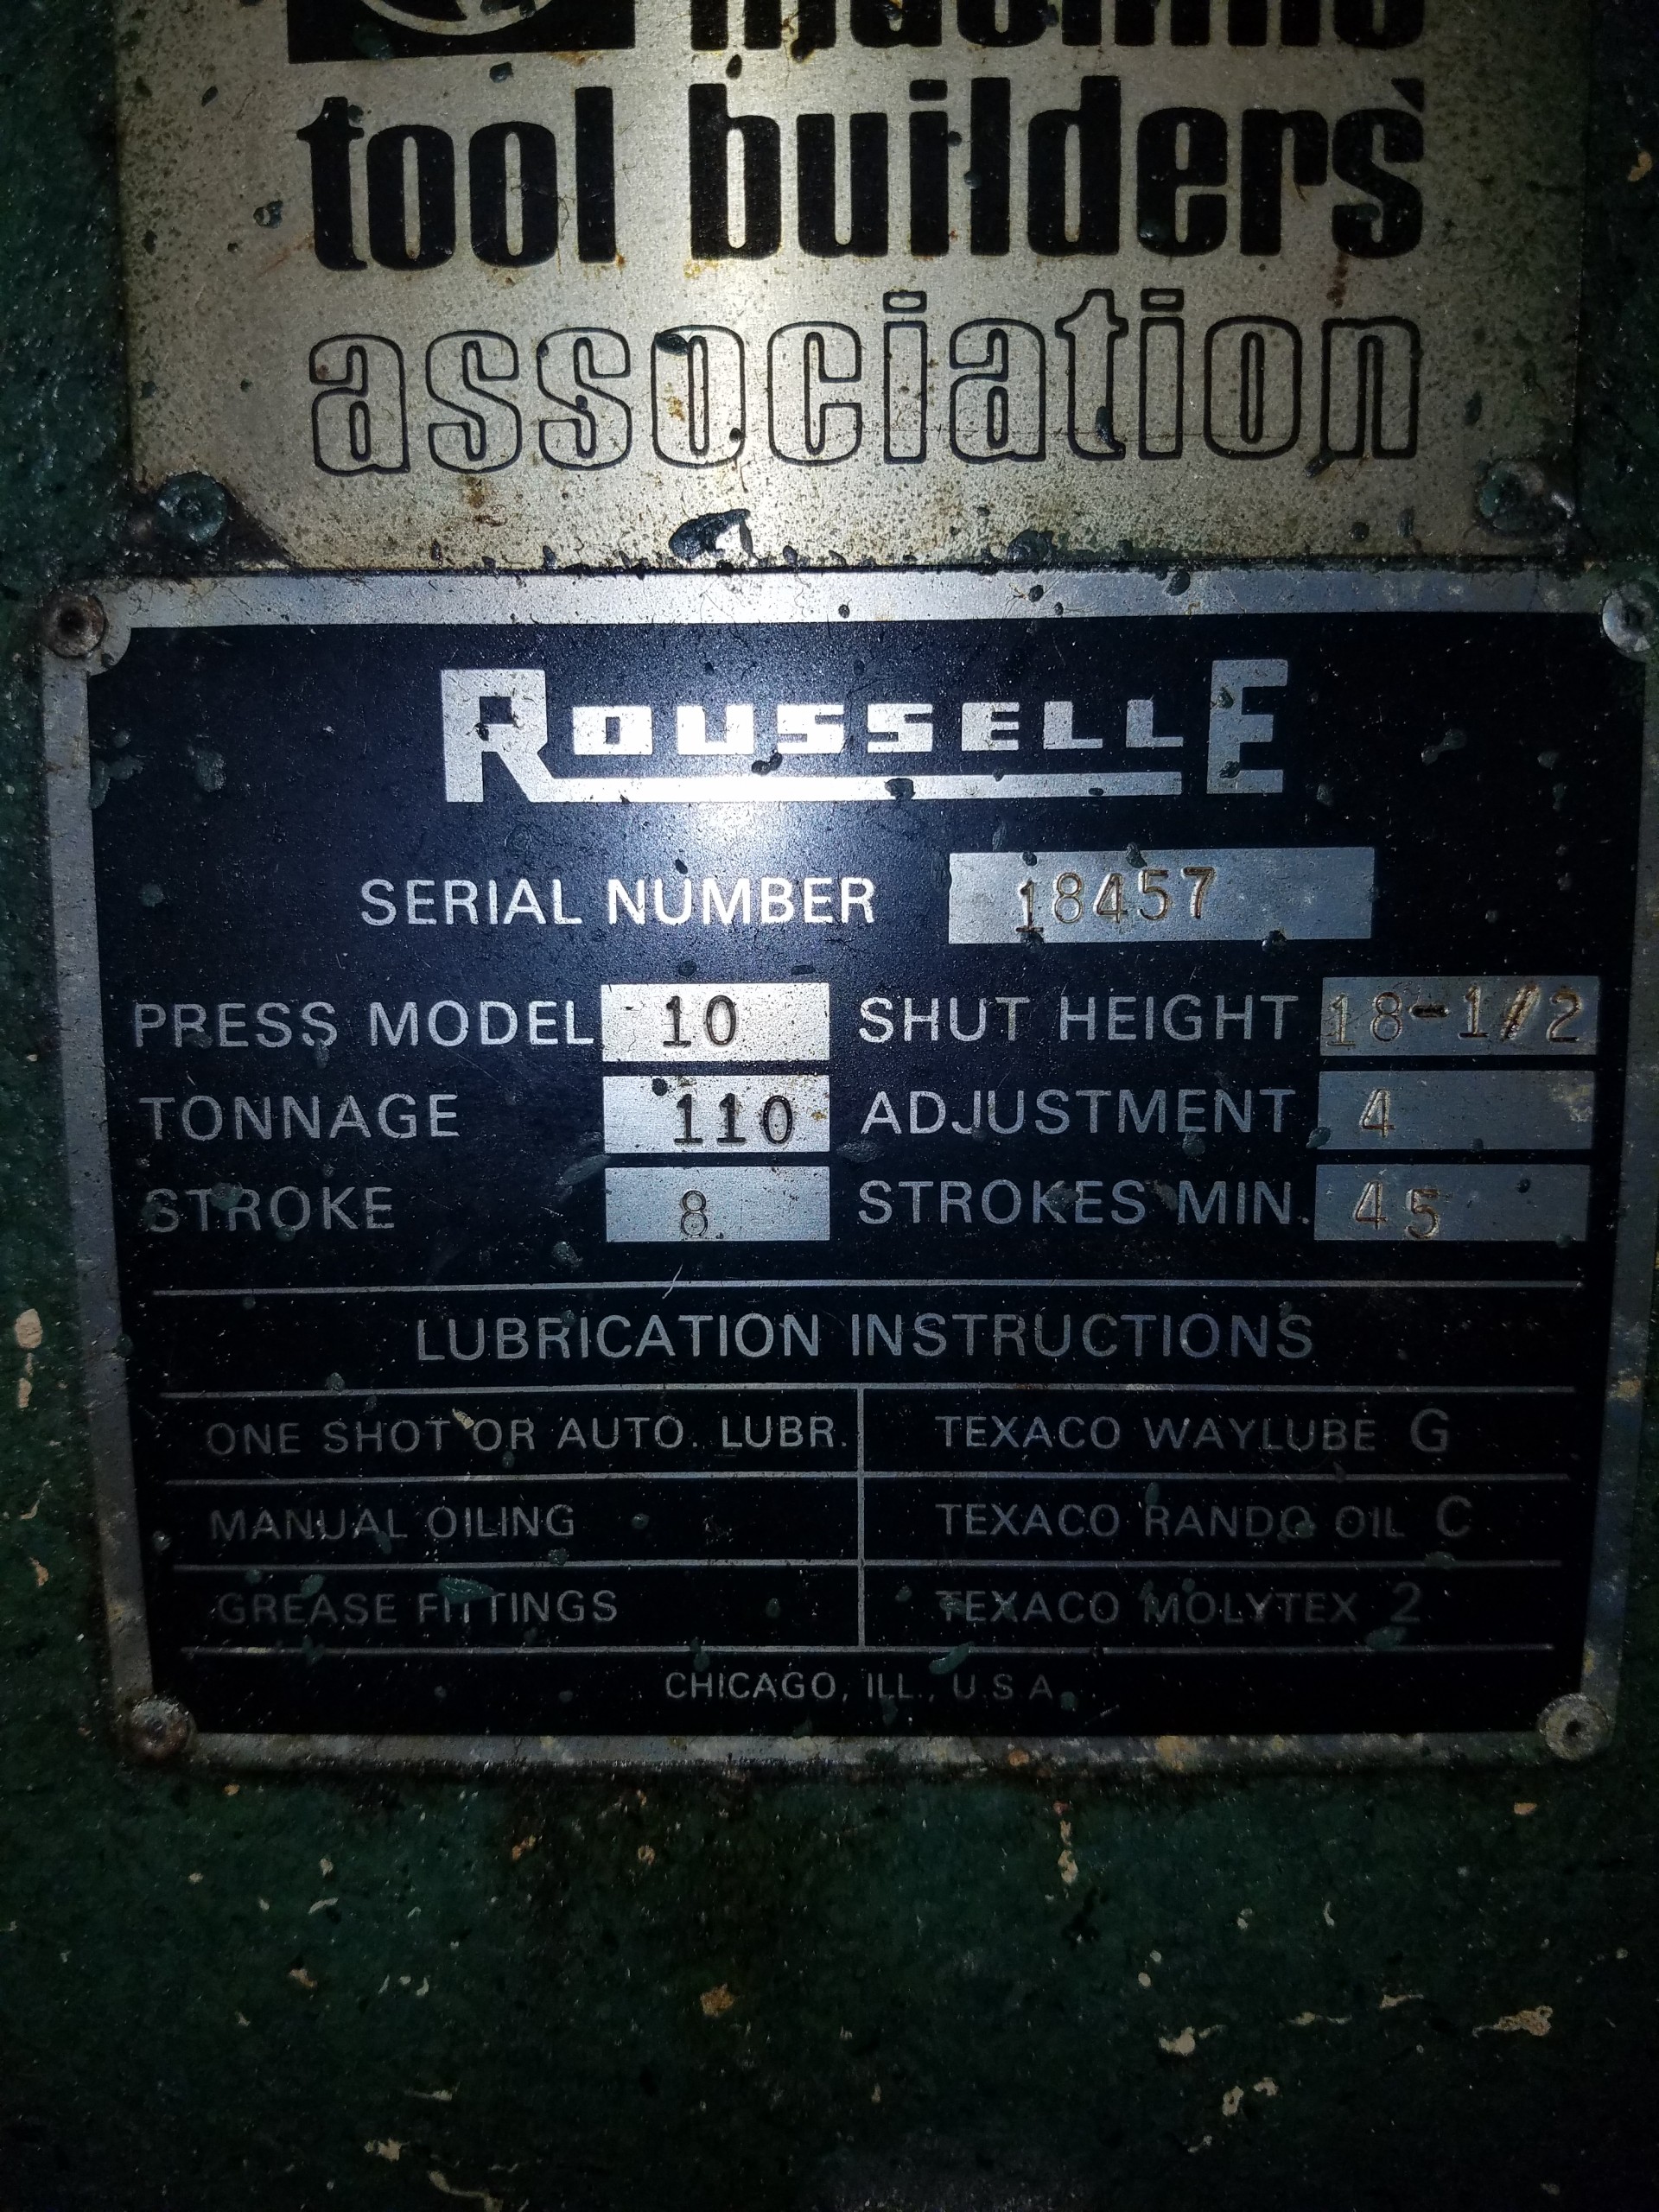 machine
tool builders'
association
ROUSSELLE
SERIAL NUMBER 18457
PRESS MODEL 10 SHUT HEIGHT 18-1/2
TONNAGE 110 ADJUSTMENT 4
STROKE 8 STROKES MIN. 45
LUBRICATION INSTRUCTIONS
ONE SHOT OR AUTO. LUBR. TEXACO WAYLUBE G
MANUAL OILING TEXACO RANDO OIL C
GREASE FITTINGS TEXACO MOLYTEX 2
CHICAGO, ILL., U.S.A.